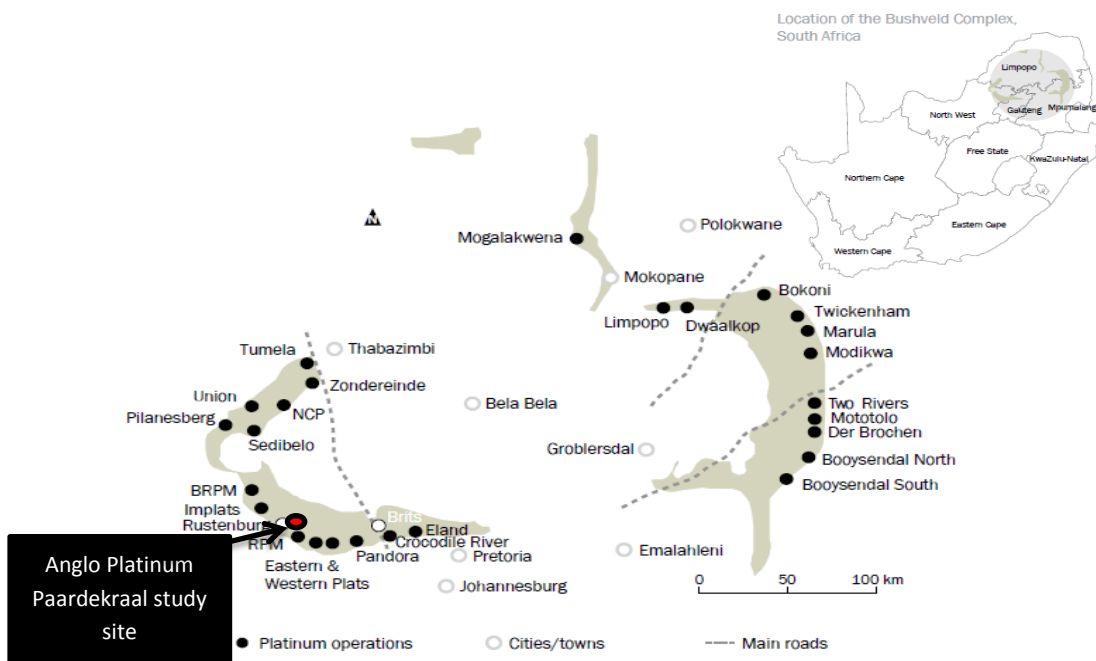 Location of the Bushveld Complex,
South Africa
Limpopo
North West
Gauteng
Mpumalang
Free State
KwaZulu-Natal
Northern Cape
Eastern Cape
Western Cape
N
Mogalakwena
Polokwane
Mokopane
Bokoni
Limpopo
Dwaalkop
Twickenham
Marula
Modikwa
Tumela
Thabazimbi
Zondereinde
Union
NCP
Bela Bela
Two Rivers
Pilanesberg
Mototolo
Sedibelo
Der Brochen
Groblersdal
Booysendal North
Booysendal South
BRPM
Implats
Rustenburg
Brits
Eland
RPM
Crocodile River
Pandora
Pretoria
Emalahleni
Eastern &
Western Plats
Johannesburg
0 50 100 km
Anglo Platinum
Paardekraal study
site
Platinum operations
Cities/towns
Main roads